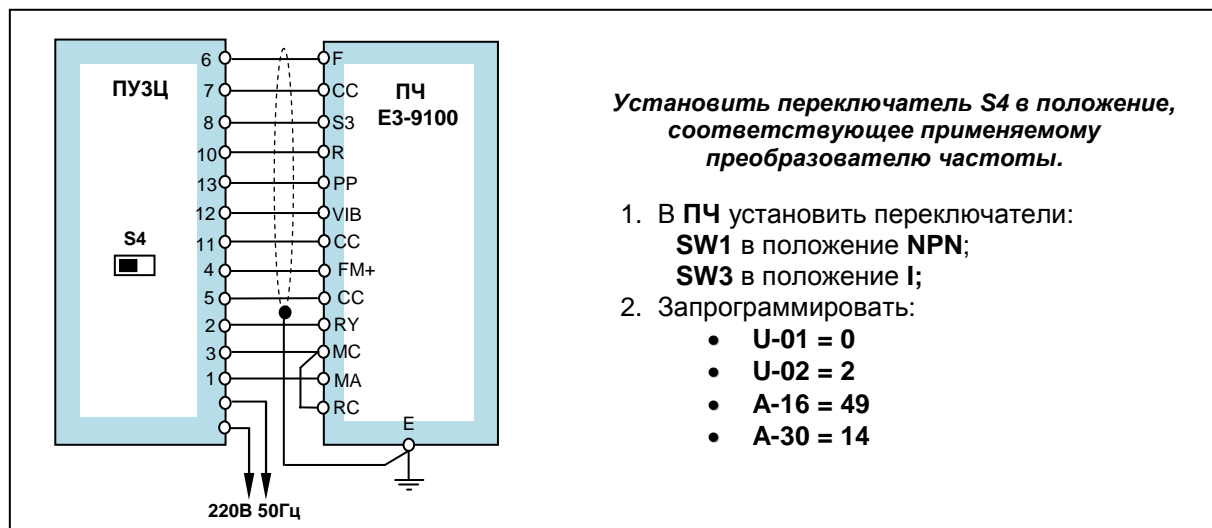 ПУ3Ц
S4
6
7
8
10
13
12
11
4
5
2
3
1
220В 50Гц
ПЧ
E3-9100
F
CC
S3
R
PP
VIB
CC
FM+
CC
RY
MC
MA
RC
E
Установить переключатель S4 в положение,
соответствующее применяемому
преобразователю частоты.
1. В ПЧ установить переключатели:
SW1 в положение NPN;
SW3 в положение I;
2. Запрограммировать:
• U-01 = 0
• U-02 = 2
• A-16 = 49
• A-30 = 14